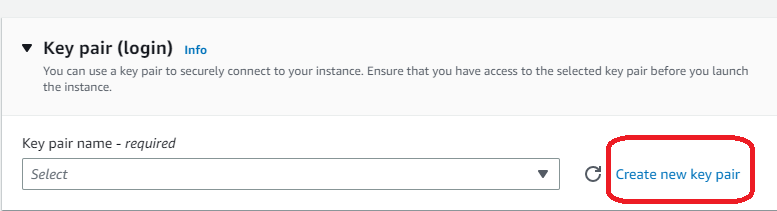 Key pair (login) Info
You can use a key pair to securely connect to your instance. Ensure that you have access to the selected key pair before you launch
the instance.
Key pair name - required
Select
Create new key pair